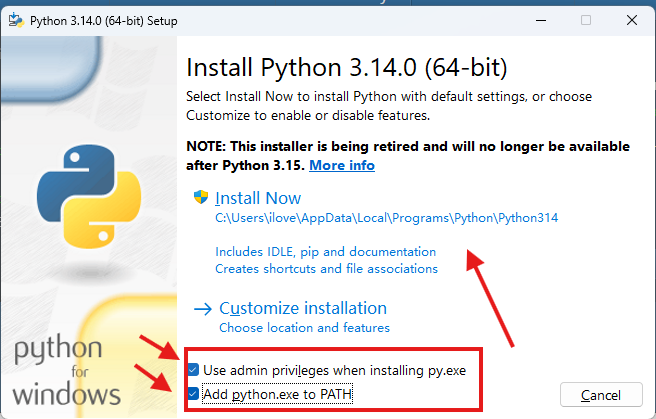 Python 3.14.0 (64-bit) Setup
Install Python 3.14.0 (64-bit)
Select Install Now to install Python with default settings, or choose
Customize to enable or disable features.
NOTE: This installer is being retired and will no longer be available
after Python 3.15. More info
Install Now
C:\Users\ilove\AppData\Local\Programs\Python\Python314
Includes IDLE, pip and documentation
Creates shortcuts and file associations
Customize installation
Choose location and features
python
for
windows
Use admin privileges when installing py.exe
Add python.exe to PATH
Cancel